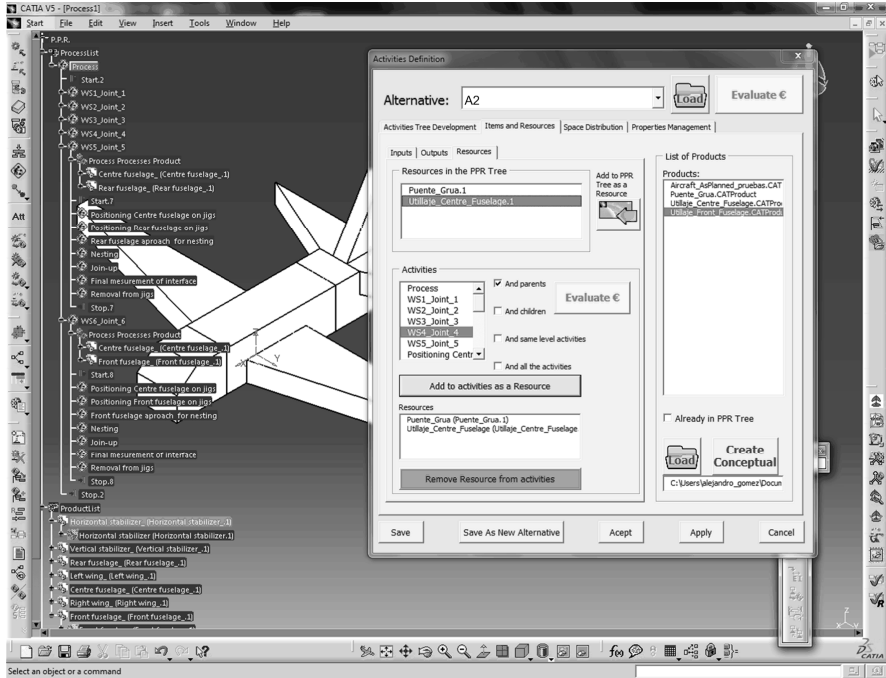 CATIA V5 - [Process1]
Start File Edit View Insert Tools Window Help
P.P.R.
ProcessList
Process
Start.2
WS1_Joint_1
WS2_Joint_2
WS3_Joint_3
WS4_Joint_4
WS5_Joint_5
Process Processes Product
Centre fuselage_ (Centre fuselage_.1)
Rear fuselage_ (Rear fuselage_.1)
Start.7
Positioning Centre fuselage on jigs
Positioning Rear fuselage on jigs
Rear fuselage aproach for nesting
Nesting
Join-up
Final mesurement of interface
Removal from jigs
Stop.7
WS6_Joint_6
Process Processes Product
Centre fuselage_ (Centre fuselage_.1)
Front fuselage_ (Front fuselage_.1)
Start.8
Positioning Centre fuselage on jigs
Positioning Front fuselage on jigs
Front fuselage aproach for nesting
Nesting
Join-up
Final mesurement of interface
Removal from jigs
Stop.8
Stop.2
ProductList
Horizontal stabilizer_ (Horizontal stabilizer_.1)
Horizontal stabilizer (Horizontal stabilizer.1)
Vertical stabilizer_ (Vertical stabilizer_.1)
Rear fuselage_ (Rear fuselage_.1)
Left wing_ (Left wing_.1)
Centre fuselage_ (Centre fuselage_.1)
Right wing_ (Right wing_.1)
Front fuselage_ (Front fuselage_.1)
Z
Y
X
Activities Definition
Alternative: A2 Load Evaluate €
Activities Tree Development Items and Resources Space Distribution Properties Management
Inputs Outputs Resources
Resources in the PPR Tree
Puente_Grua.1
Utillaje_Centre_Fuselage.1
Add to PPR
Tree as a
Resource
List of Products
Products:
Aircraft_AsPlanned_pruebas.CAT
Puente_Grua.CATProduct
Utillaje_Centre_Fuselage.CATPro
Utillaje_Front_Fuselage.CATProdu
Activities
Process
WS1_Joint_1
WS2_Joint_2
WS3_Joint_3
WS4_Joint_4
WS5_Joint_5
Positioning Centr
And parents
And children
And same level activities
And all the activities
Evaluate €
Add to activities as a Resource
Resources
Puente_Grua (Puente_Grua.1)
Utillaje_Centre_Fuselage (Utillaje_Centre_Fuselage
Remove Resource from activities
Already in PPR Tree
Load
Create
Conceptual
C:\Users\alejandro_gomez\Docun
Save Save As New Alternative Acept Apply Cancel
Att
f(x)
CATIA
Select an object or a command